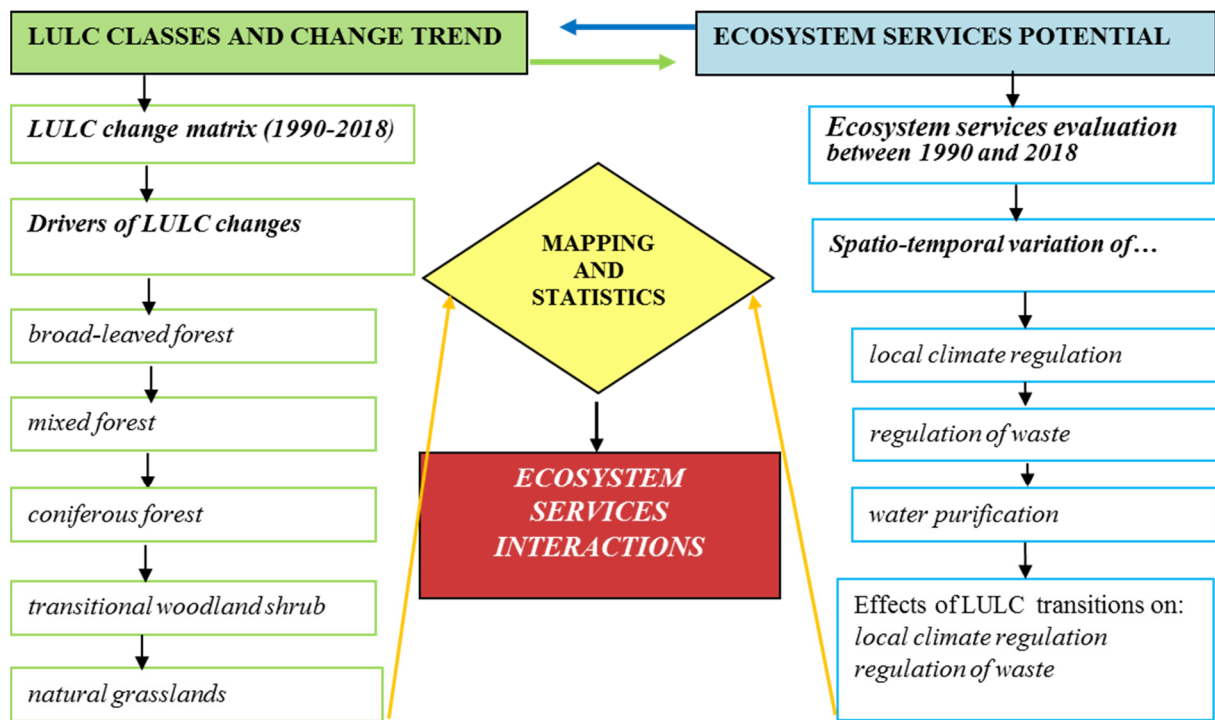 LULC CLASSES AND CHANGE TREND
LULC change matrix (1990-2018)
Drivers of LULC changes
broad-leaved forest
mixed forest
coniferous forest
transitional woodland shrub
natural grasslands
MAPPING
AND
STATISTICS
ECOSYSTEM
SERVICES
INTERACTIONS
ECOSYSTEM SERVICES POTENTIAL
Ecosystem services evaluation
between 1990 and 2018
Spatio-temporal variation of…
local climate regulation
regulation of waste
water purification
Effects of LULC transitions on:
local climate regulation
regulation of waste